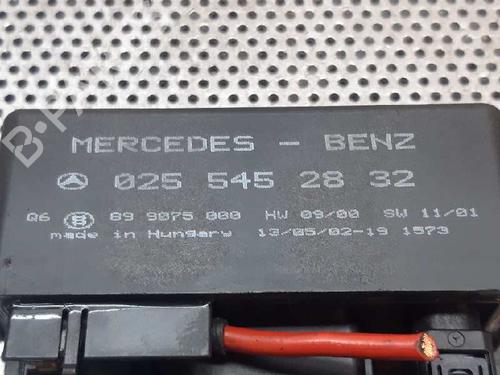 MERCEDES - BENZ
025 545 28 32
Q6 89 9075 000 HW 09/00 SW 11/01
made in Hungary 13/05/02-19 1573